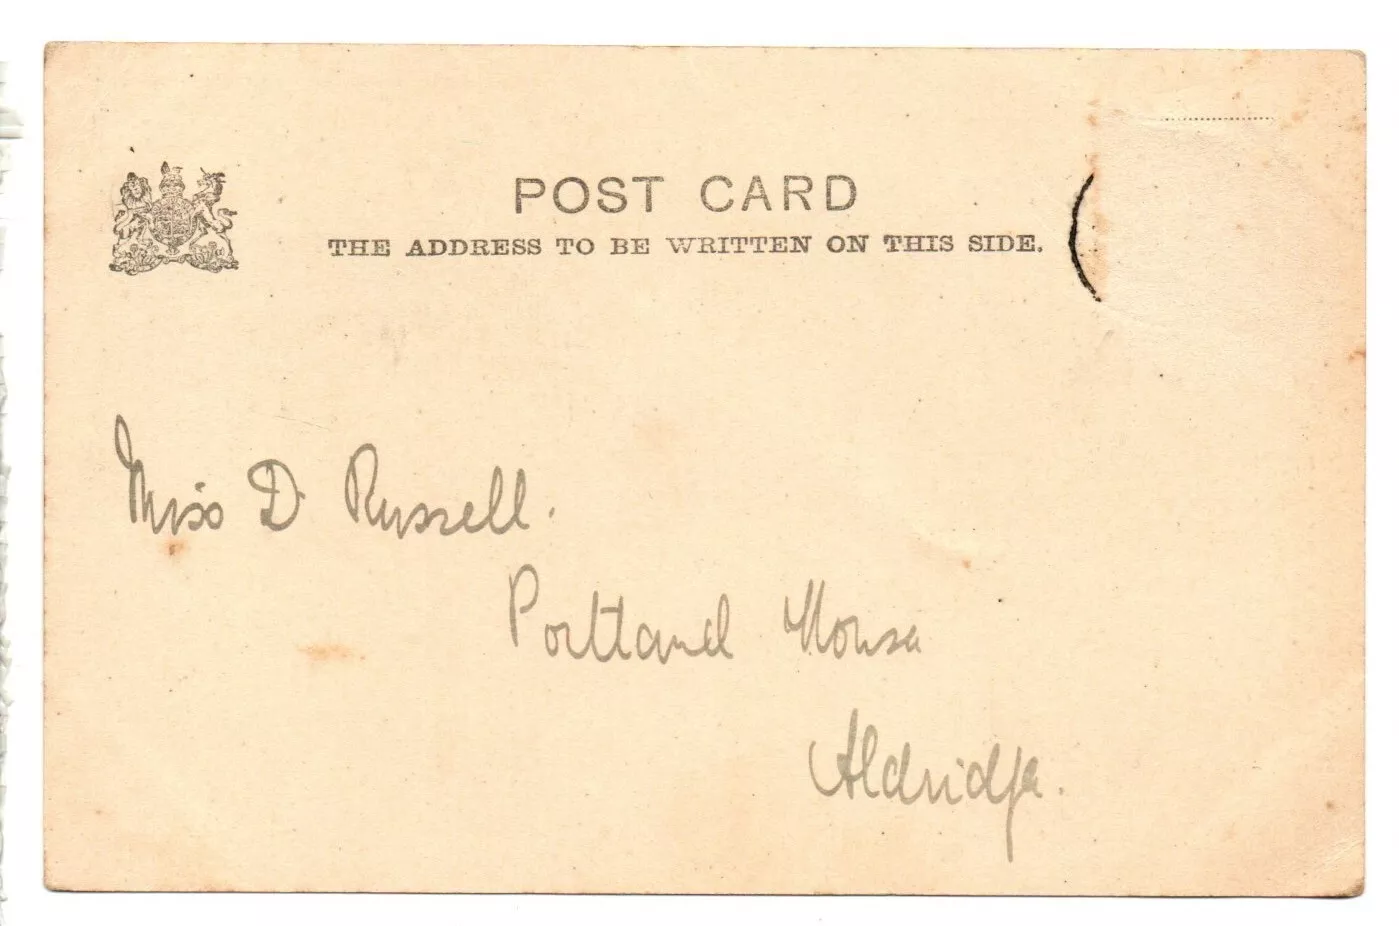 POST CARD
THE ADDRESS TO BE WRITTEN ON THIS SIDE.
Miss D Russell.
Portland House
Aldridge.